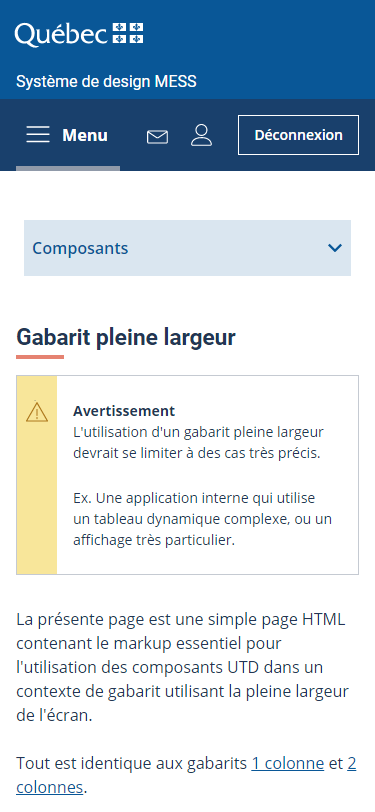 Québec
Système de design MESS
Menu
Déconnexion
Composants
Gabarit pleine largeur
Avertissement
L'utilisation d'un gabarit pleine largeur
devrait se limiter à des cas très précis.
Ex. Une application interne qui utilise
un tableau dynamique complexe, ou un
affichage très particulier.
La présente page est une simple page HTML
contenant le markup essentiel pour
l'utilisation des composants UTD dans un
contexte de gabarit utilisant la pleine largeur
de l'écran.
Tout est identique aux gabarits 1 colonne et 2
colonnes.